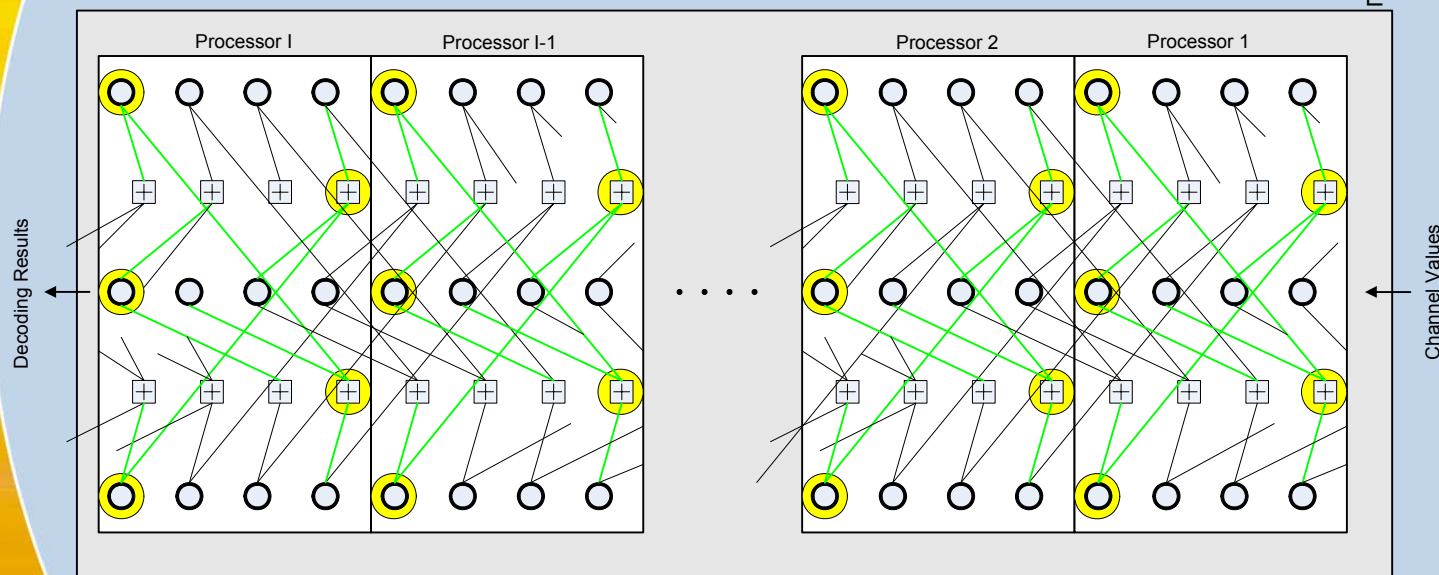 Processor I
Processor I-1
Processor 2
Processor 1
Decoding Results
. . . .
Channel Values